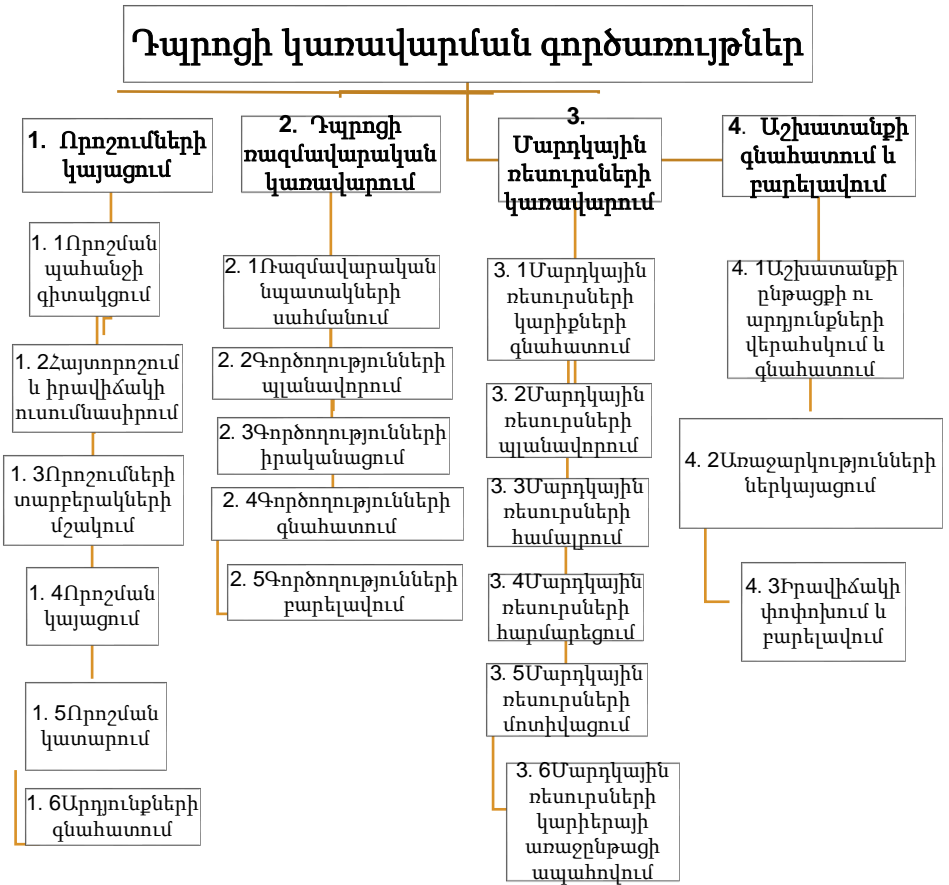 Դպրոցի կառավարման գործառույթներ
1. Որոշումների
կայացում
1. 1Որոշման
պահանջի
գիտակցում
1. 2Հայտորոշում
և իրավիճակի
ուսումնասիրում
1. 3Որոշումների
տարբերակների
մշակում
1. 4Որոշման
կայացում
1. 5Որոշման
կատարում
1. 6Արդյունքների
գնահատում
2. Դպրոցի
ռազմավարական
կառավարում
2. 1Ռազմավարական
նպատակների
սահմանում
2. 2Գործողությունների
պլանավորում
2. 3Գործողությունների
իրականացում
2. 4Գործողությունների
գնահատում
2. 5Գործողությունների
բարելավում
3.
Մարդկային
ռեսուրսների
կառավարում
3. 1Մարդկային
ռեսուրսների
կարիքների
գնահատում
3. 2Մարդկային
ռեսուրսների
պլանավորում
3. 3Մարդկային
ռեսուրսների
համալրում
3. 4Մարդկային
ռեսուրսների
հարմարեցում
3. 5Մարդկային
ռեսուրսների
մոտիվացում
3. 6Մարդկային
ռեսուրսների
կարիերայի
առաջընթացի
ապահովում
4. Աշխատանքի
գնահատում և
բարելավում
4. 1Աշխատանքի
ընթացքի ու
արդյունքների
վերահսկում և
գնահատում
4. 2Առաջարկությունների
ներկայացում
4. 3Իրավիճակի
փոփոխում և
բարելավում